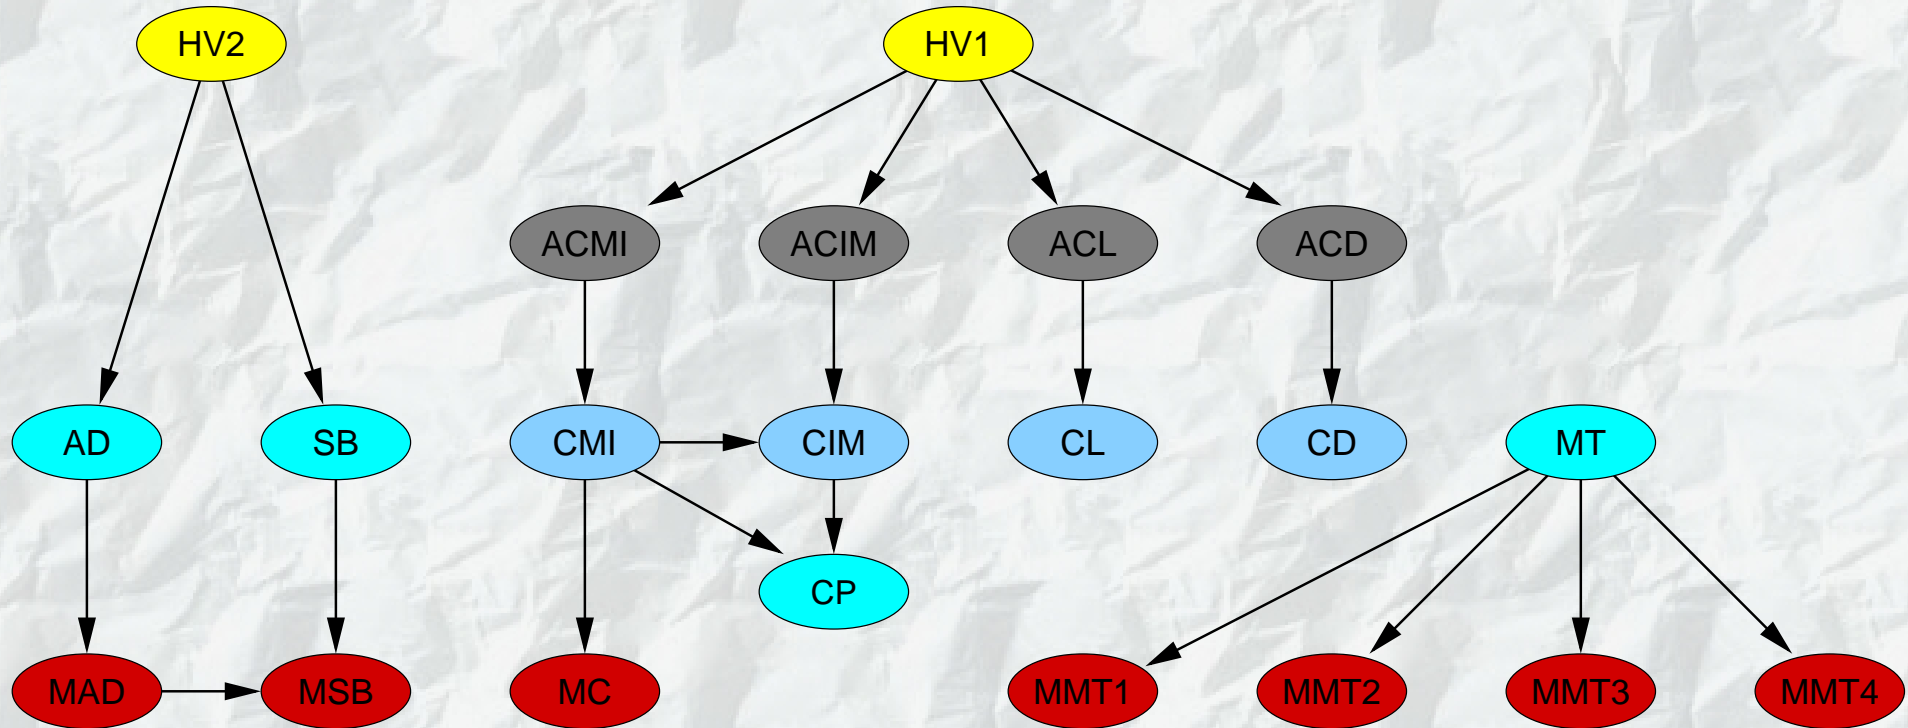 HV2
HV1
ACMI
ACIM
ACL
ACD
AD
SB
CMI
CIM
CL
CD
MT
CP
MAD
MSB
MC
MMT1
MMT2
MMT3
MMT4